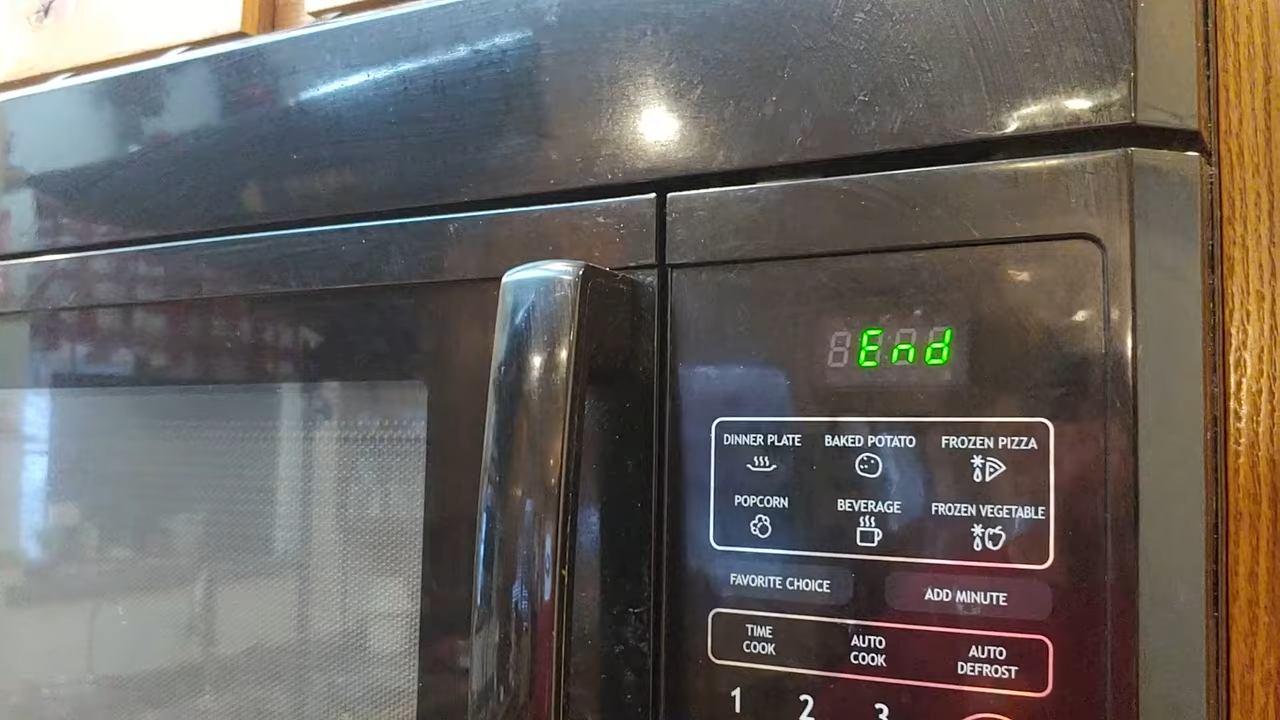 End
DINNER PLATE BAKED POTATO FROZEN PIZZA
POPCORN BEVERAGE FROZEN VEGETABLE
FAVORITE CHOICE ADD MINUTE
TIME COOK AUTO COOK AUTO DEFROST
1 2 3